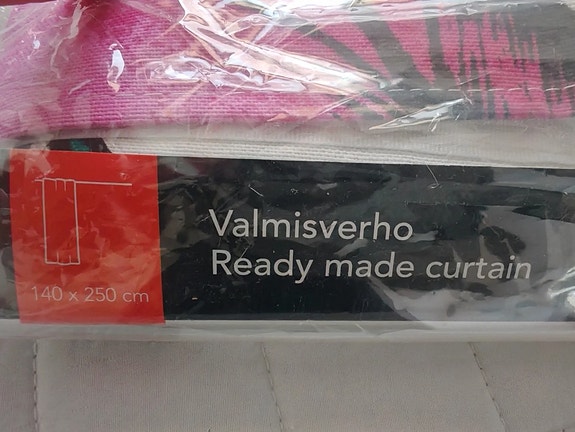 Valmisverho
Ready made curtain
140 x 250 cm